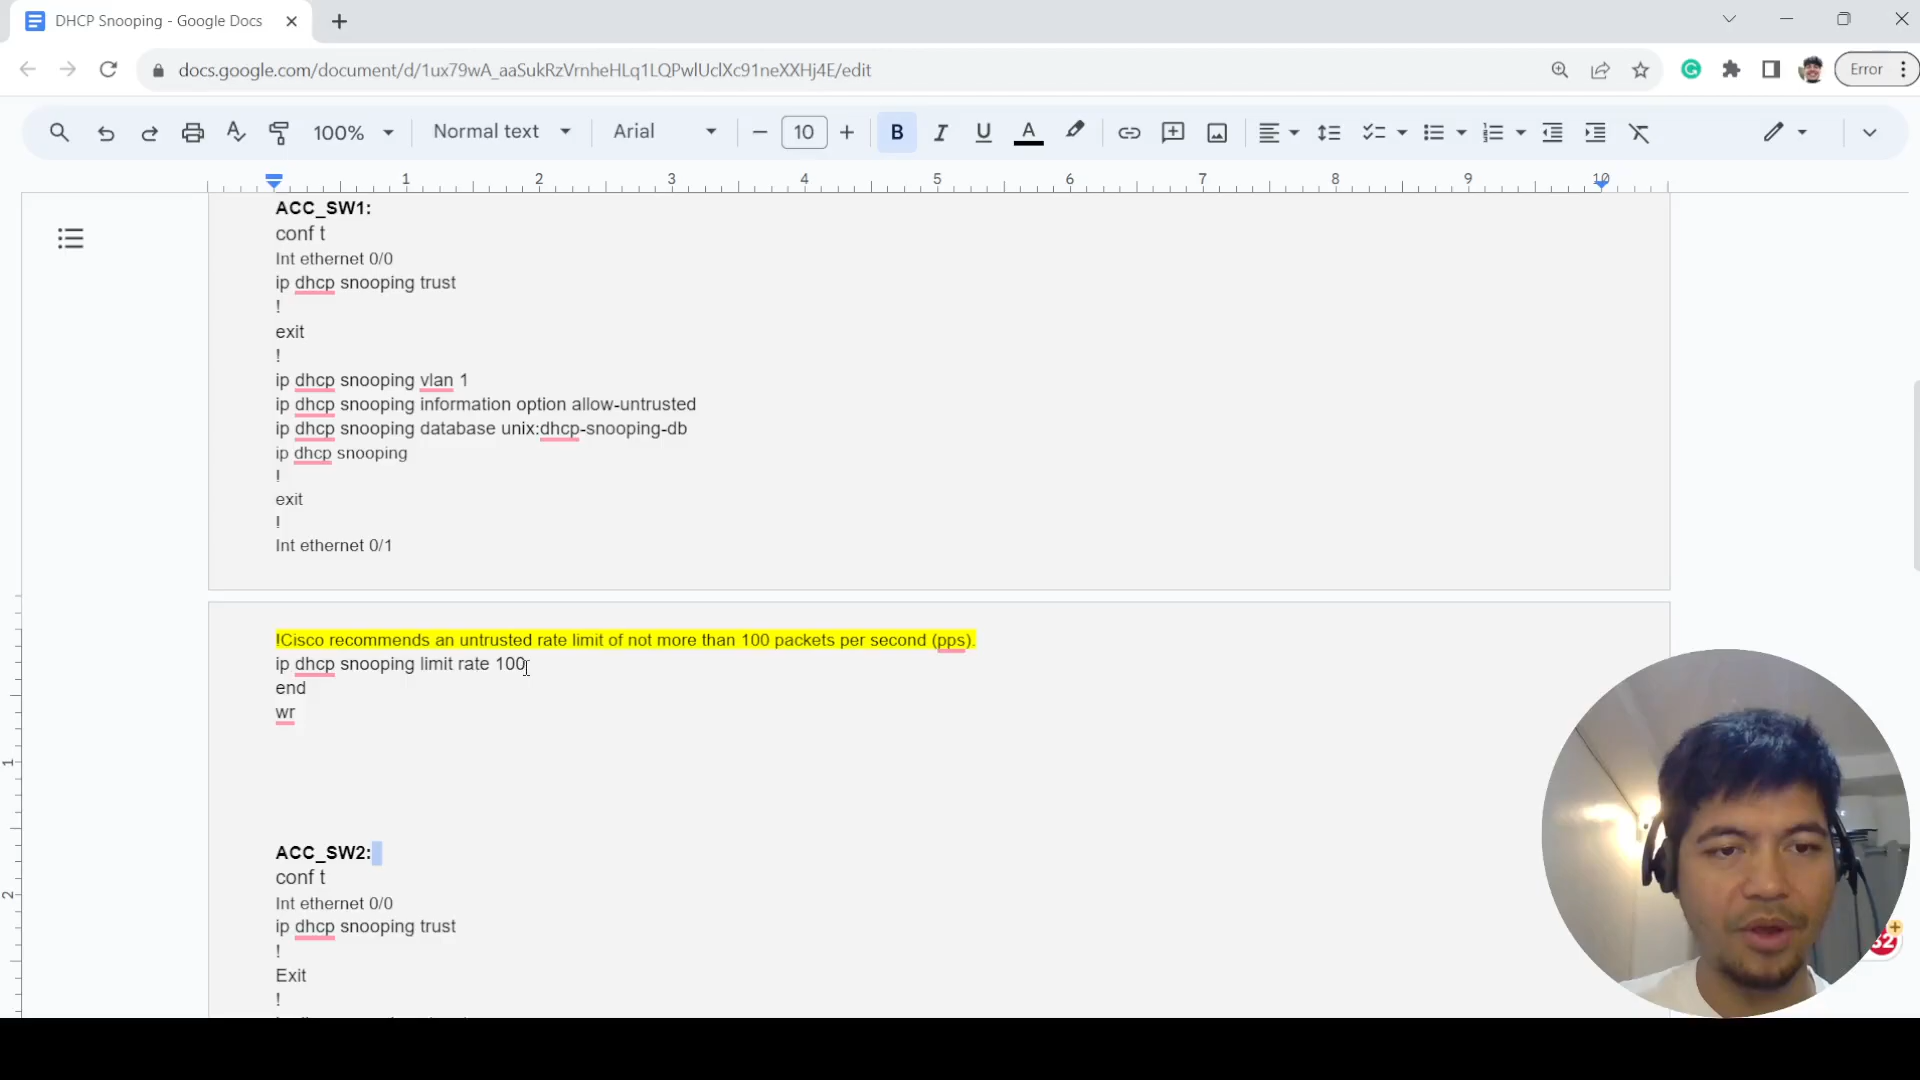 DHCP Snooping - Google Docs
docs.google.com/document/d/1ux79wA_aaSukRzVrnheHLq1LQPwlUclXc91neXXHj4E/edit
Error
100% Normal text Arial 10 B I U A
1 2 3 4 5 6 7 8 9 10
ACC_SW1:
conf t
Int ethernet 0/0
ip dhcp snooping trust
!
exit
!
ip dhcp snooping vlan 1
ip dhcp snooping information option allow-untrusted
ip dhcp snooping database unix:dhcp-snooping-db
ip dhcp snooping
!
exit
!
Int ethernet 0/1
!Cisco recommends an untrusted rate limit of not more than 100 packets per second (pps).
ip dhcp snooping limit rate 100
end
wr
1
ACC_SW2:
conf t
2
Int ethernet 0/0
ip dhcp snooping trust
!
Exit
!